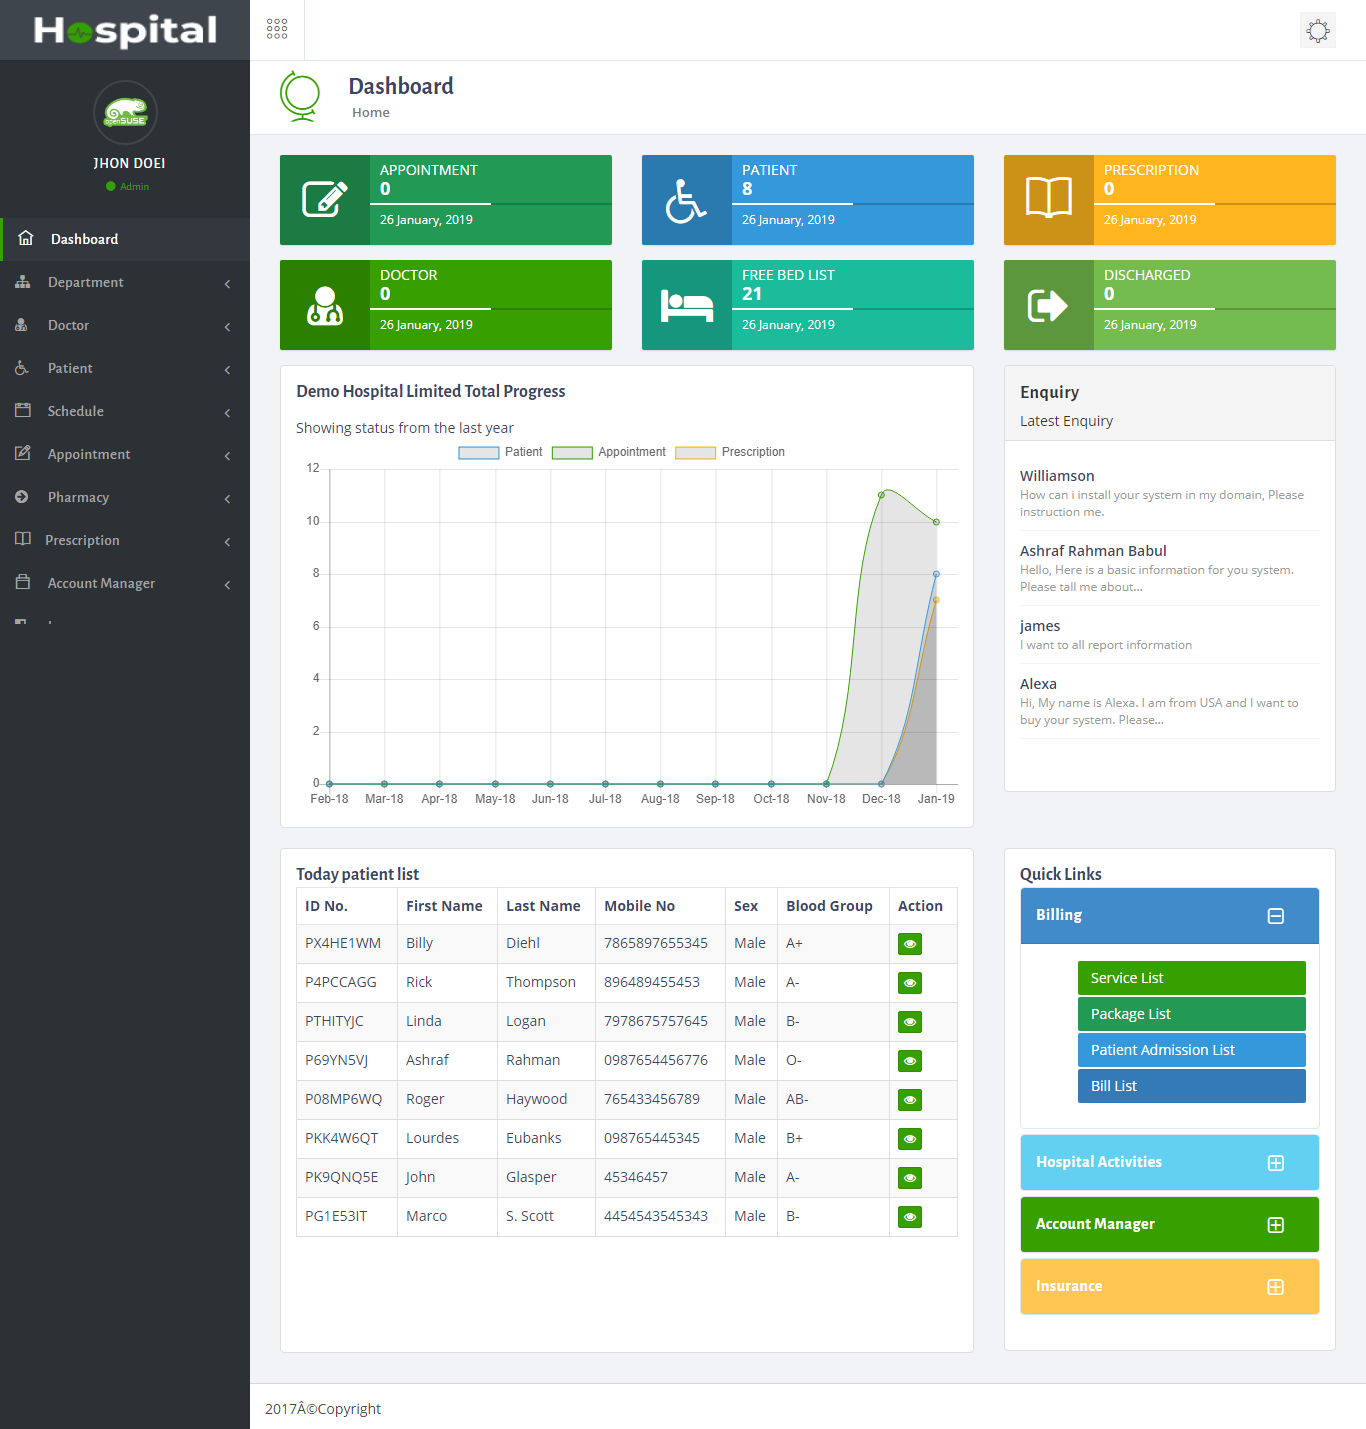 Hospital
openSUSE
JHON DOEI
Admin
Dashboard
Department
Doctor
Patient
Schedule
Appointment
Pharmacy
Prescription
Account Manager
Dashboard
Home
APPOINTMENT
0
26 January, 2019
PATIENT
8
26 January, 2019
PRESCRIPTION
0
26 January, 2019
DOCTOR
0
26 January, 2019
FREE BED LIST
21
26 January, 2019
DISCHARGED
0
26 January, 2019
Demo Hospital Limited Total Progress
Showing status from the last year
Patient Appointment Prescription
12
10
8
6
4
2
0
Feb-18 Mar-18 Apr-18 May-18 Jun-18 Jul-18 Aug-18 Sep-18 Oct-18 Nov-18 Dec-18 Jan-19
Enquiry
Latest Enquiry
Williamson
How can i install your system in my domain, Please
instruction me.
Ashraf Rahman Babul
Hello, Here is a basic information for you system.
Please tall me about...
james
I want to all report information
Alexa
Hi, My name is Alexa. I am from USA and I want to
buy your system. Please...
Today patient list
ID No. First Name Last Name Mobile No Sex Blood Group Action
PX4HE1WM Billy Diehl 7865897655345 Male A+
P4PCCAGG Rick Thompson 896489455453 Male A-
PTHITYJC Linda Logan 7978675757645 Male B-
P69YN5VJ Ashraf Rahman 0987654456776 Male O-
P08MP6WQ Roger Haywood 765433456789 Male AB-
PKK4W6QT Lourdes Eubanks 098765445345 Male B+
PK9QNQ5E John Glasper 45346457 Male A-
PG1E53IT Marco S. Scott 4454543545343 Male B-
Quick Links
Billing
Service List
Package List
Patient Admission List
Bill List
Hospital Activities
Account Manager
Insurance
2017Â©Copyright